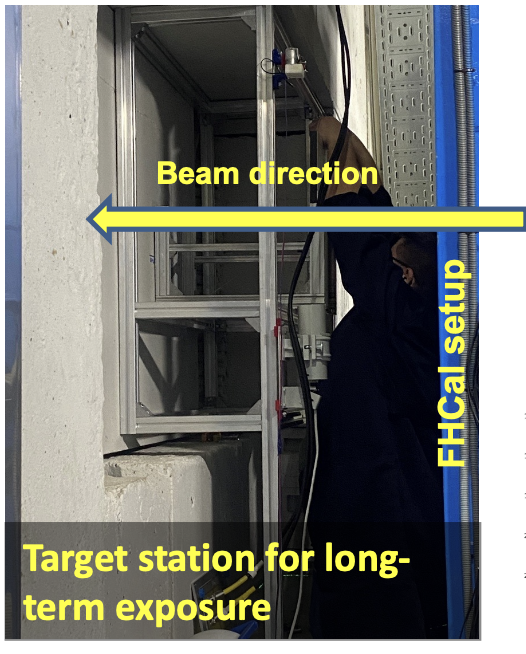 Beam direction
FHCal setup
Target station for long-
term exposure